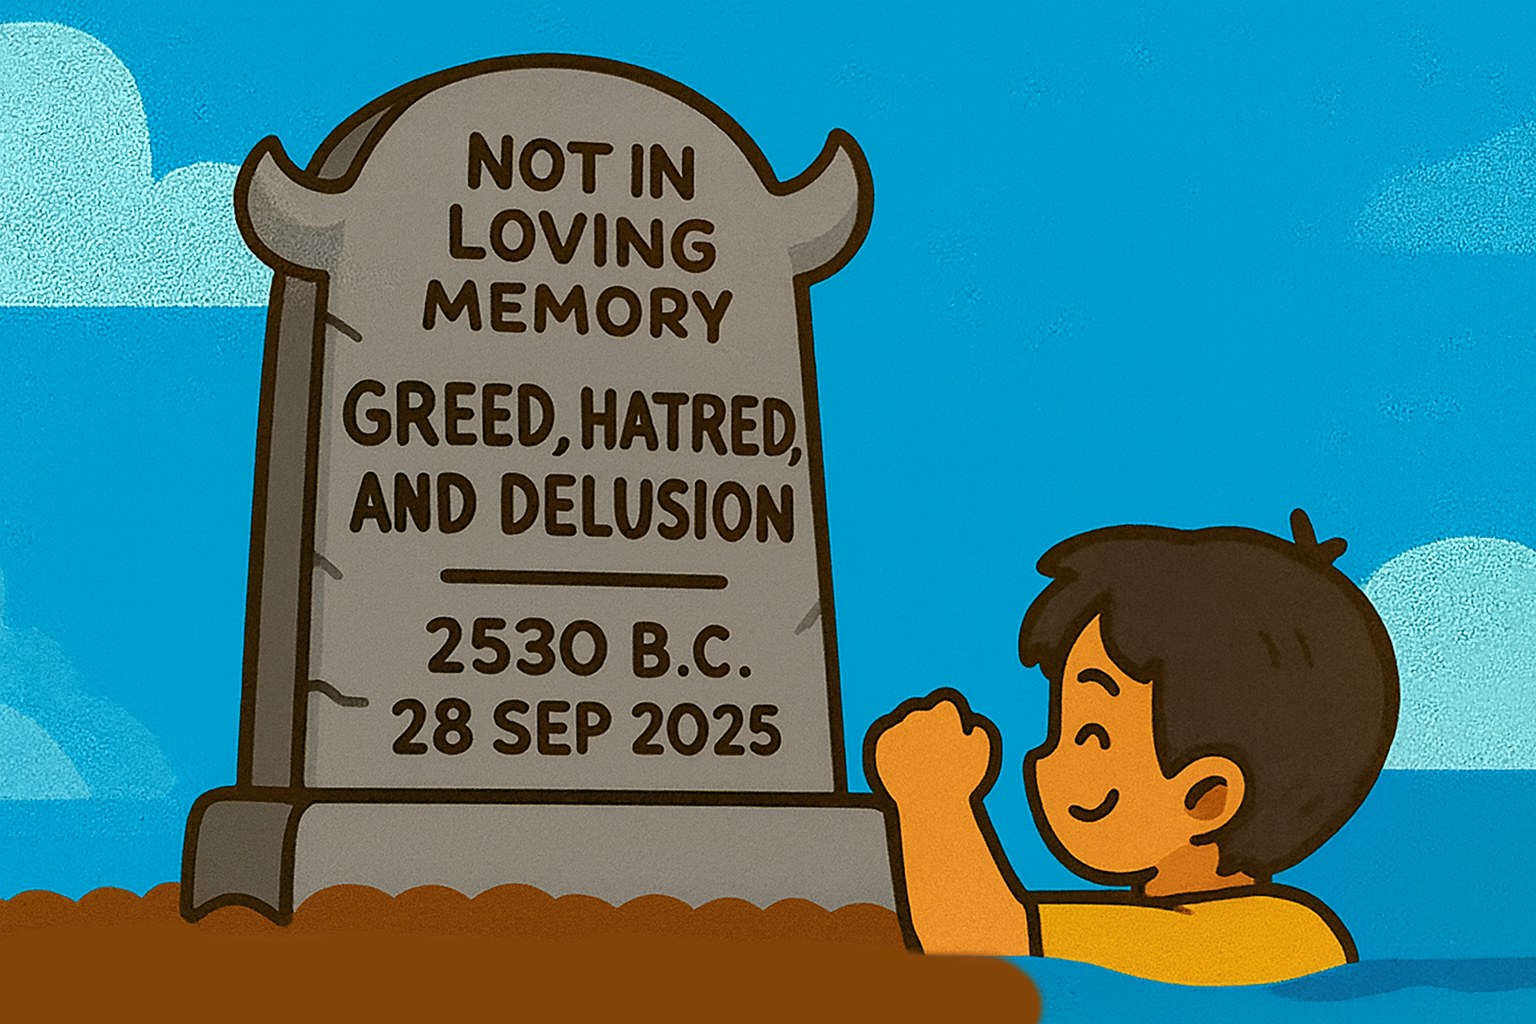 NOT IN
LOVING
MEMORY
GREED, HATRED,
AND DELUSION
2530 B.C.
28 SEP 2025